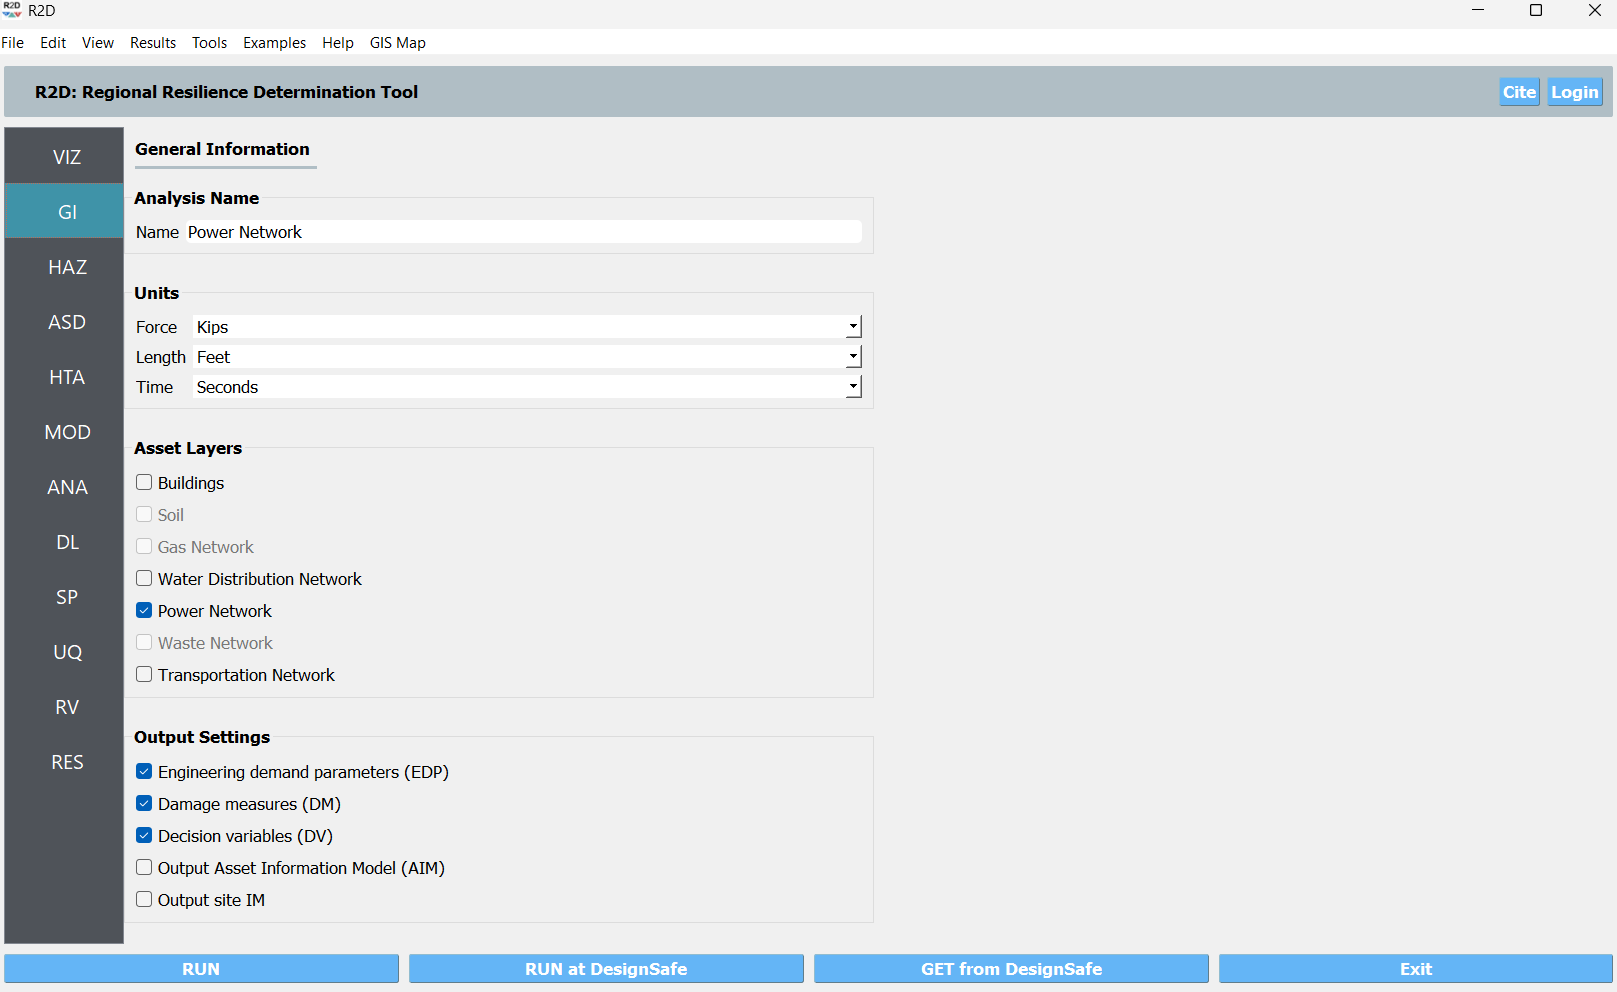 R2D
R2D
File Edit View Results Tools Examples Help GIS Map
R2D: Regional Resilience Determination Tool
Cite Login
VIZ
GI
HAZ
ASD
HTA
MOD
ANA
DL
SP
UQ
RV
RES
General Information
Analysis Name
Name Power Network
Units
Force Kips
Length Feet
Time Seconds
Asset Layers
Buildings
Soil
Gas Network
Water Distribution Network
Power Network
Waste Network
Transportation Network
Output Settings
Engineering demand parameters (EDP)
Damage measures (DM)
Decision variables (DV)
Output Asset Information Model (AIM)
Output site IM
RUN RUN at DesignSafe GET from DesignSafe Exit